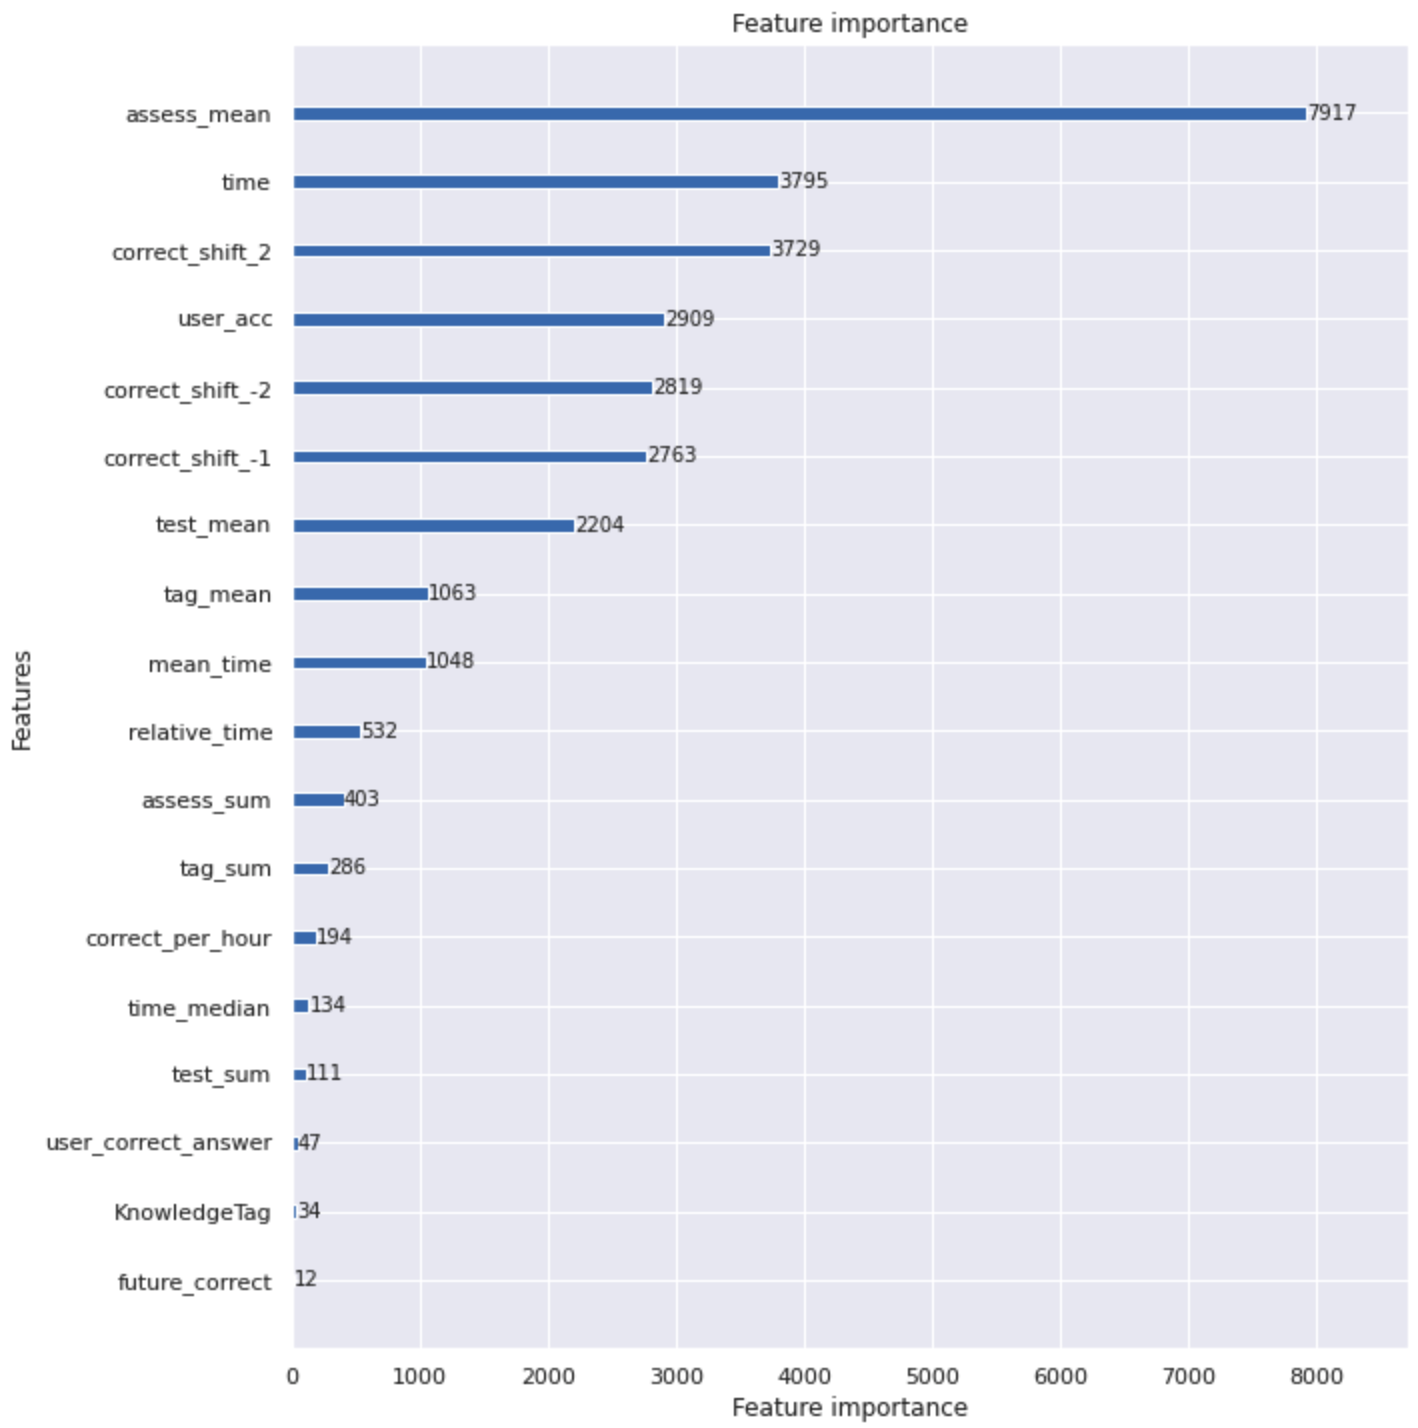 Feature importance
assess_mean 7917
time 3795
correct_shift_2 3729
user_acc 2909
correct_shift_-2 2819
correct_shift_-1 2763
test_mean 2204
tag_mean 1063
mean_time 1048
relative_time 532
assess_sum 403
tag_sum 286
correct_per_hour 194
time_median 134
test_sum 111
user_correct_answer 47
KnowledgeTag 34
future_correct 12
Features
0 1000 2000 3000 4000 5000 6000 7000 8000
Feature importance